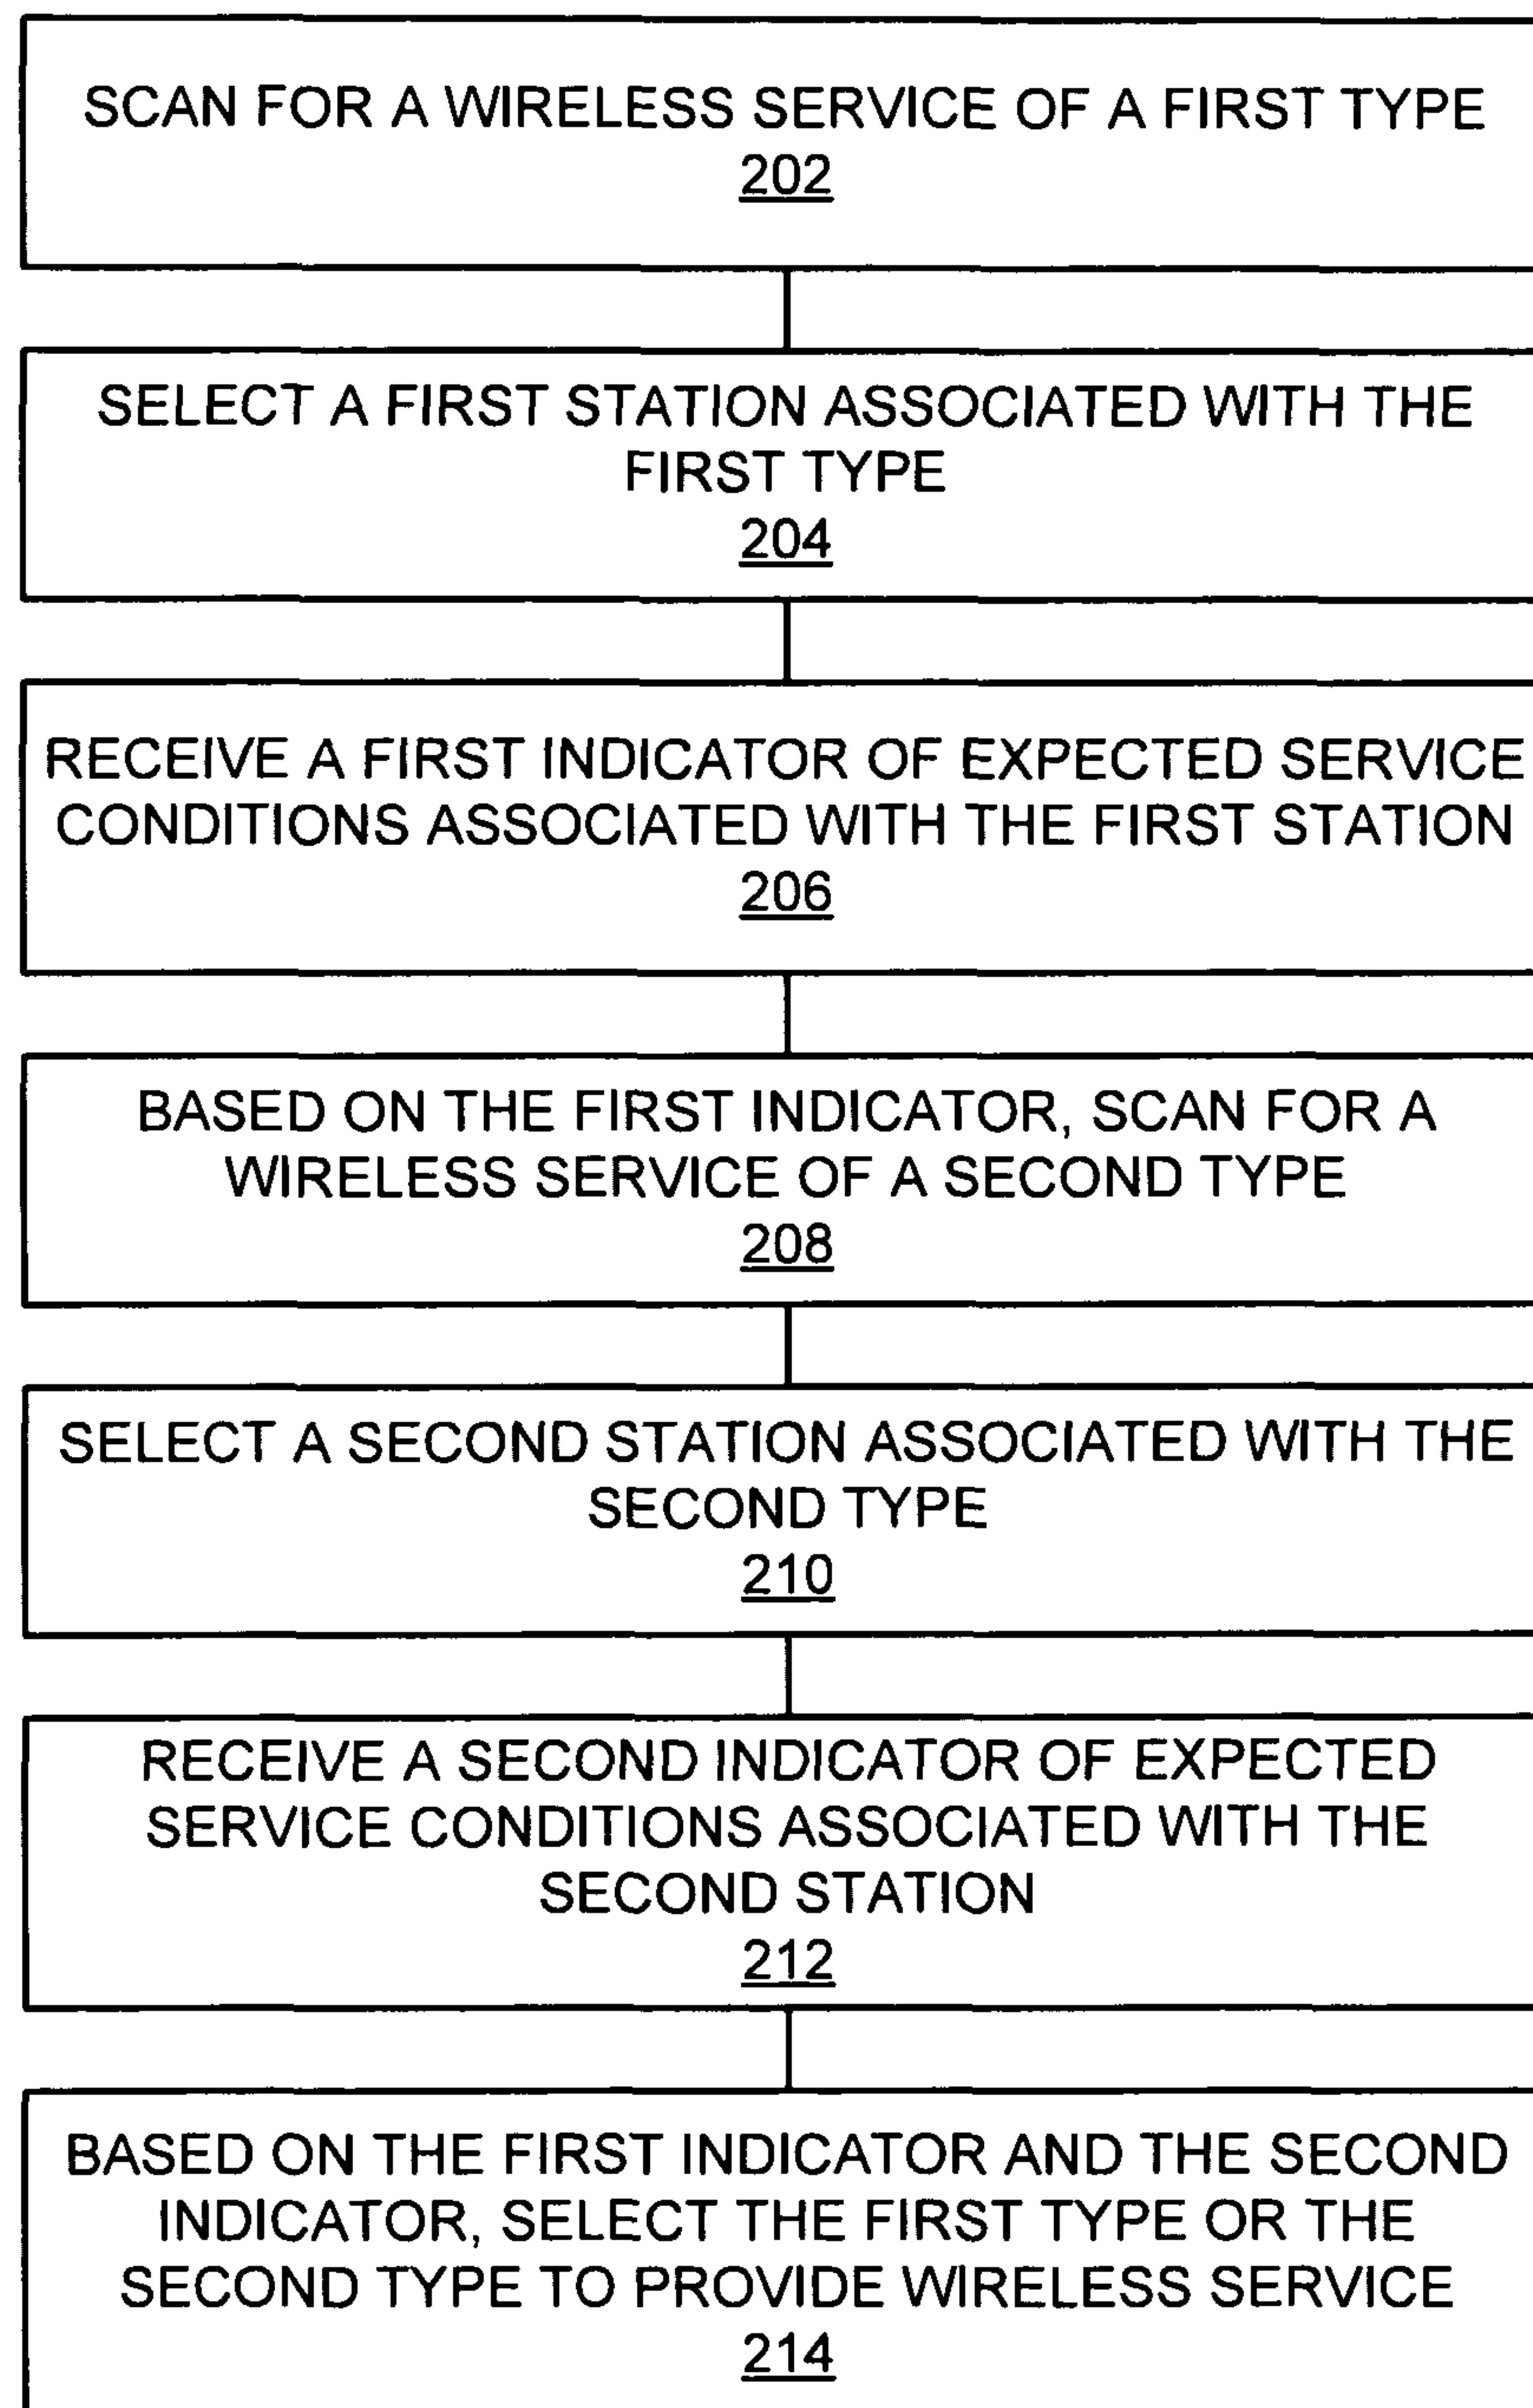 SCAN FOR A WIRELESS SERVICE OF A FIRST TYPE
202
SELECT A FIRST STATION ASSOCIATED WITH THE
FIRST TYPE
204
RECEIVE A FIRST INDICATOR OF EXPECTED SERVICE
CONDITIONS ASSOCIATED WITH THE FIRST STATION
206
BASED ON THE FIRST INDICATOR, SCAN FOR A
WIRELESS SERVICE OF A SECOND TYPE
208
SELECT A SECOND STATION ASSOCIATED WITH THE
SECOND TYPE
210
RECEIVE A SECOND INDICATOR OF EXPECTED
SERVICE CONDITIONS ASSOCIATED WITH THE
SECOND STATION
212
BASED ON THE FIRST INDICATOR AND THE SECOND
INDICATOR, SELECT THE FIRST TYPE OR THE
SECOND TYPE TO PROVIDE WIRELESS SERVICE
214